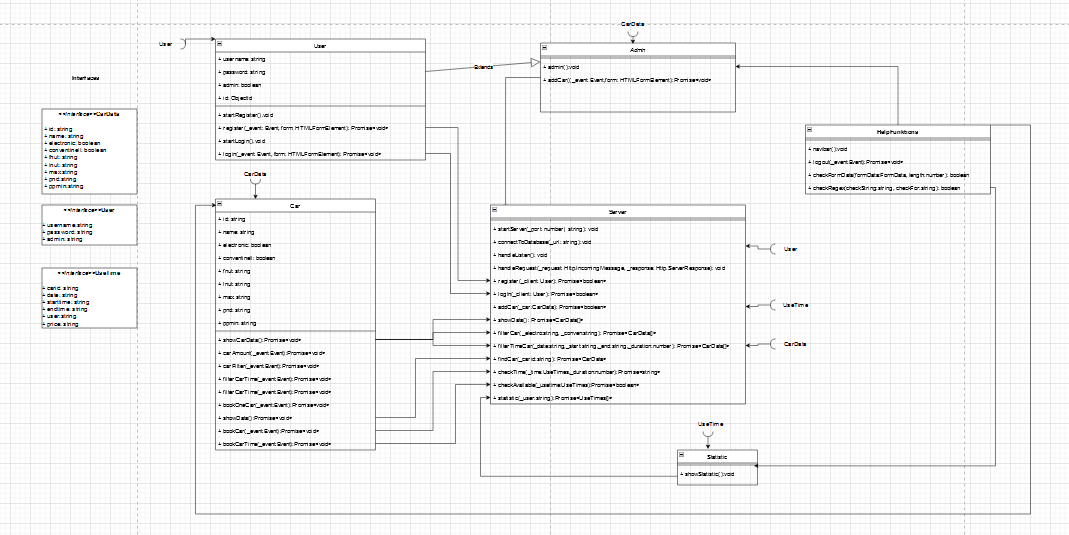 CarData
User
User
Admin
+ username: string
+ password: string
+ admin: boolean
+ id: ObjectId
Extends
+ admin():void
+ addCar((_event: Event,form: HTMLFormElement):Promise<void>
Interfaces
+ startRegister():void
+ register(_event: Event, form: HTMLFormElement): Promise<void>
+ startLogin():void
+ login(_event: Event, form: HTMLFormElement): Promise<void>
<<Interface>>CarData
+ id: string
+ name: string
+ electronic: boolean
+ conventinell: boolean
+ fnut: string
+ lnut: string
+ max:string
+ grid:string
+ ppmin:string
HelpFunktions
+ navbar():void
+ logout(_event:Event):Promise<void>
+ checkFormData(formData:FormData, length:number): boolean
+ checkRegex(checkString:string, checkFor:string): boolean
CarData
Car
<<Interface>>User
+ username:string
+ password: string
+ admin: string
+ id: string
+ name: string
+ electronic: boolean
+ conventinell: boolean
+ fnut: string
+ lnut: string
+ max: string
+ grid: string
+ ppmin: string
Server
+ startServer(_port: number| string): void
+ connectToDatabase(_url: string):void
+ handleListen(): void
+ handleRequest(_request: Http.IncomingMessage, _response: Http.ServerResponse): void
+ register(_client: User): Promise<boolean>
+ login(_client: User): Promise<boolean>
+ addCar(_car:CarData): Promise<boolean>
+ showData(): Promise<CarData[]>
+ filterCar(_electro:string, _conver:string): Promise<CarData[]>
+ filterTimeCar(_date:string,_start:string,_end:string,_duration:number): Promise<CarData[]>
+ findCar(_carid:string): Promise<CarData>
+ checkTime(_time:UseTimes,_duration:number):Promise<string>
+ checkAvailable(_usetime:UseTimes):Promise<boolean>
+ statistic(_user:string):Promise<UseTimes[]>
User
UseTime
CarData
<<Interface>>UseTime
+ carid: string
+ date: string
+ starttime: string
+ endtime: string
+ user:string
+ price: string
+ showCarData():Promise<void>
+ carAmount(_event:Event):Promise<void>
+ carFilter(_event:Event):Promise<void>
+ filterCarTime(_event:Event):Promise<void>
+ filterCarTime(_event:Event):Promise<void>
+ bookOneCar(_event:Event):Promise<void>
+ showData():Promise<void>
+ bookCar(_event:Event):Promise<void>
+ bookCarTime(_event:Event):Promise<void>
UseTime
Statistic
+ showStatistic():void